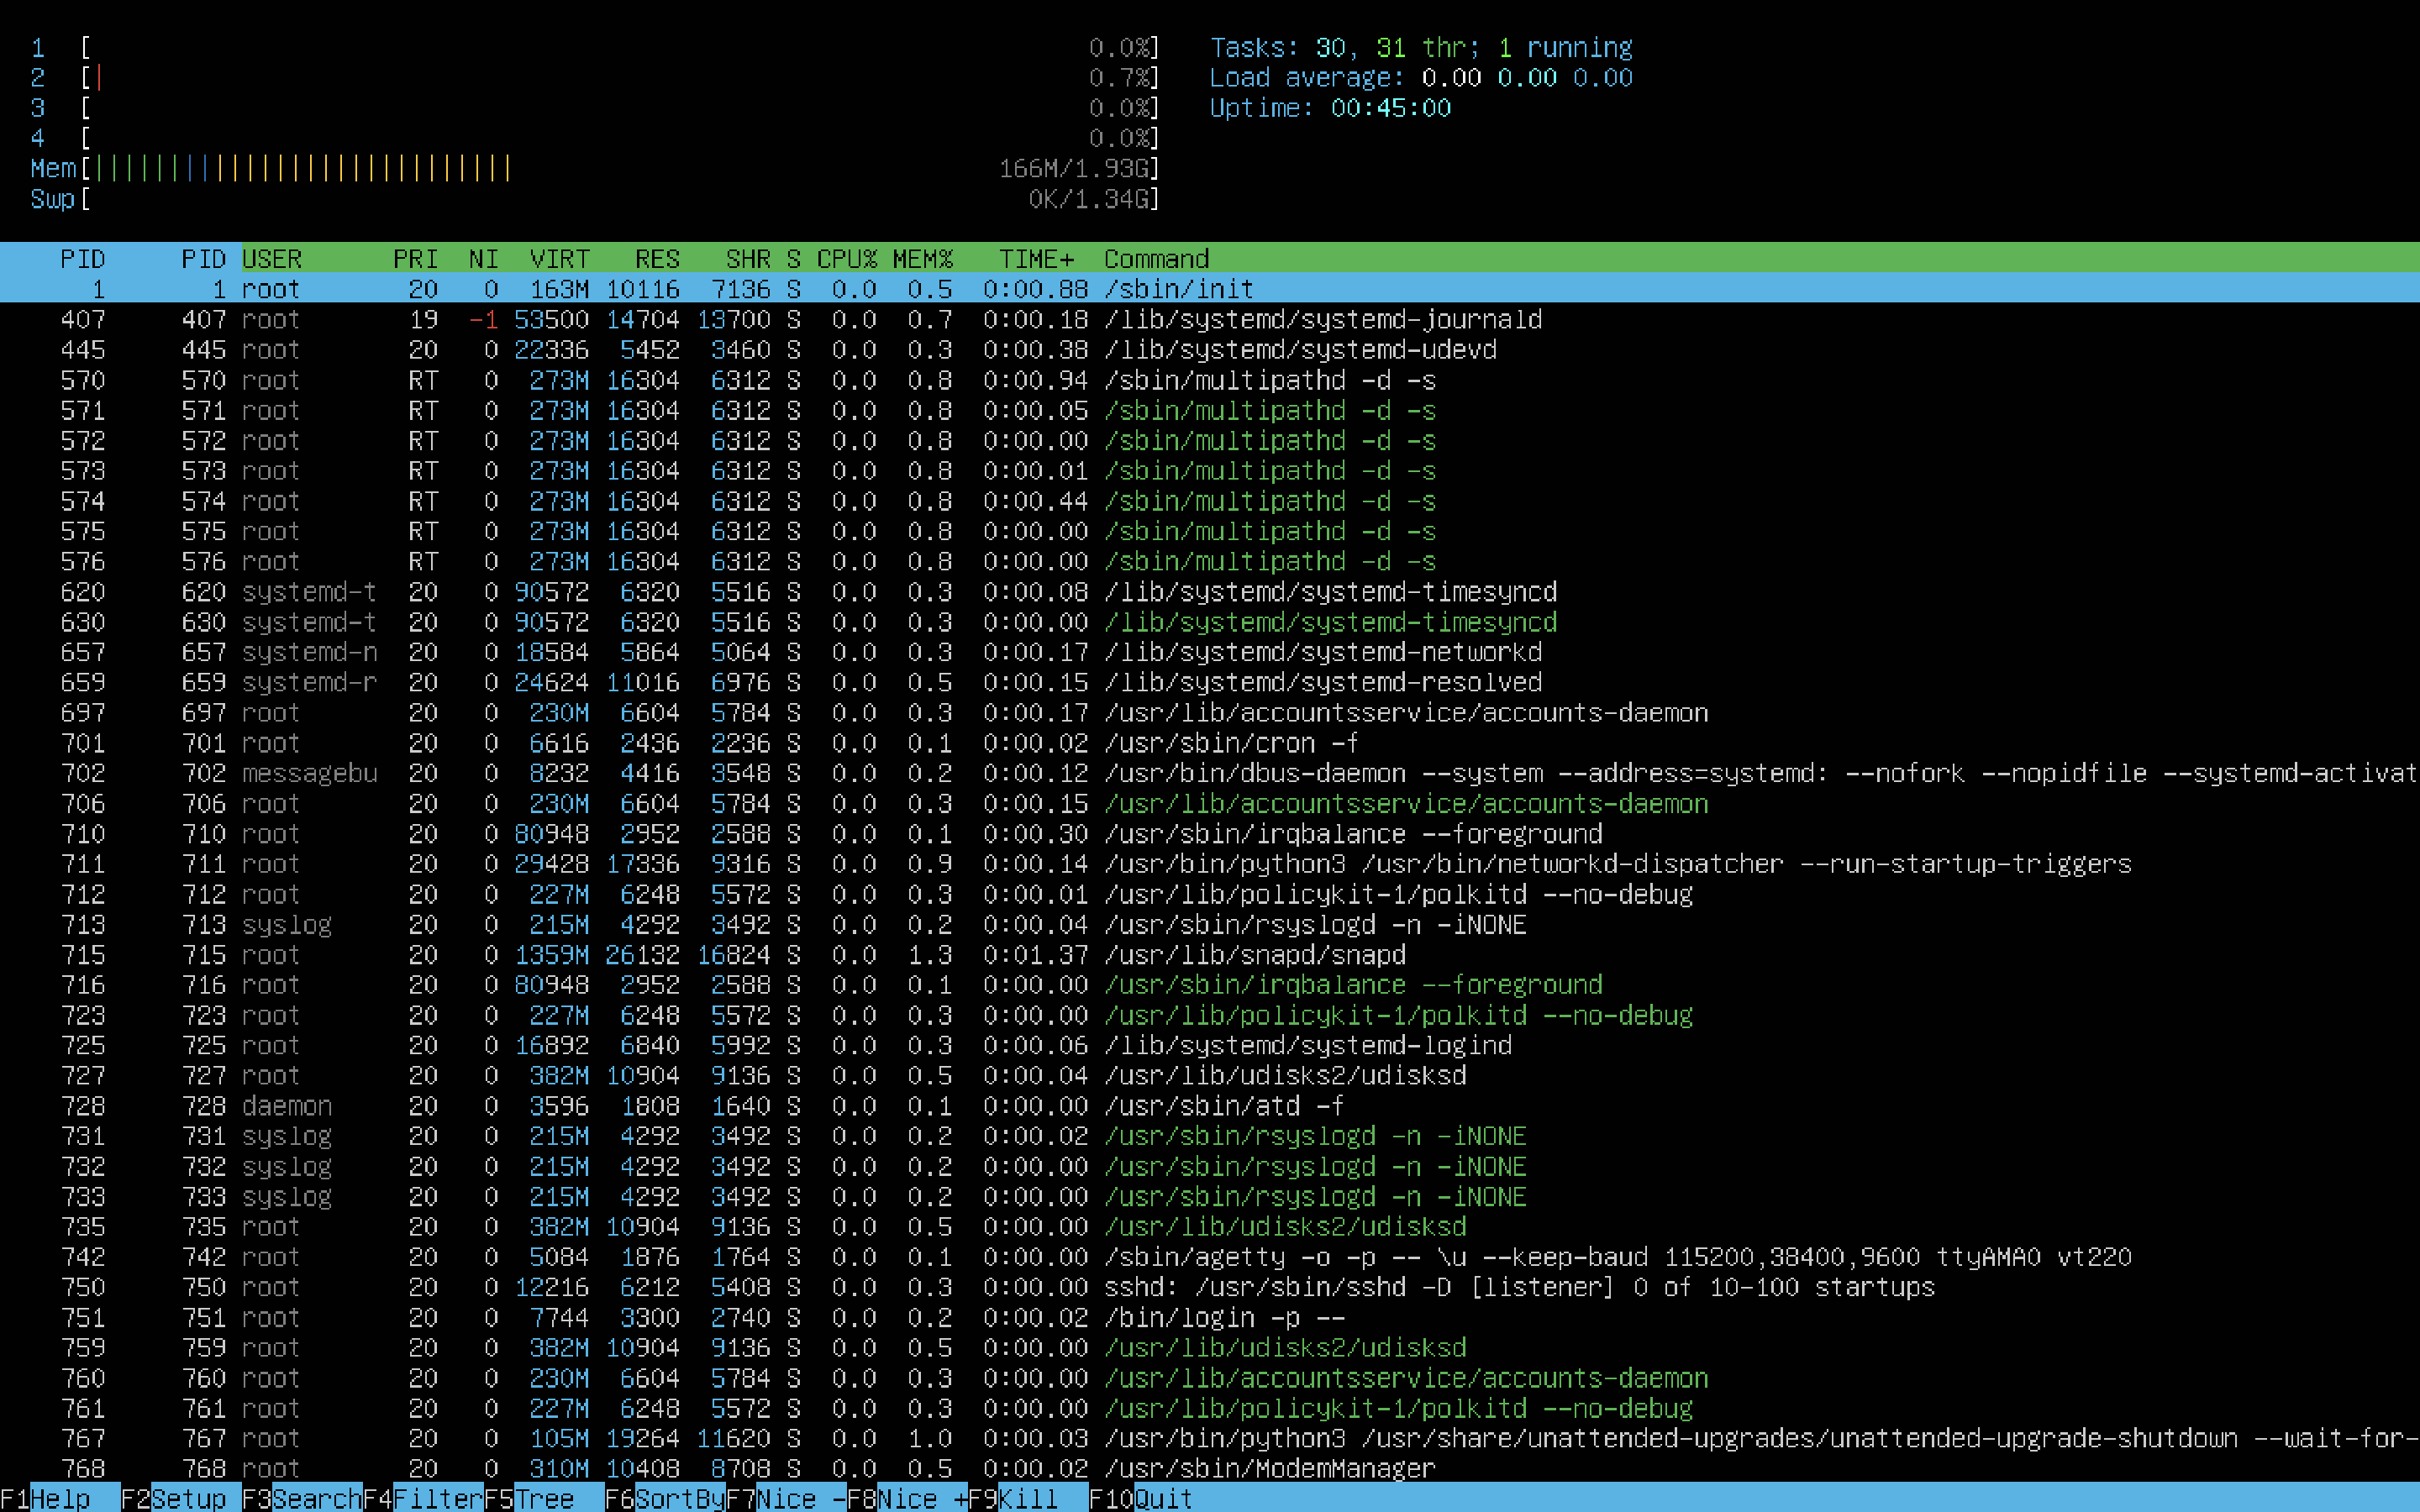 1 [ 0.0%] Tasks: 30, 31 thr; 1 running
2 [| 0.7%] Load average: 0.00 0.00 0.00
3 [ 0.0%] Uptime: 00:45:00
4 [ 0.0%]
Mem[|||||||||||||||||||||||||||| 166M/1.93G]
Swp[ 0K/1.34G]
PID PID USER PRI NI VIRT RES SHR S CPU% MEM% TIME+ Command
1 1 root 20 0 163M 10116 7136 S 0.0 0.5 0:00.88 /sbin/init
407 407 root 19 -1 53500 14704 13700 S 0.0 0.7 0:00.18 /lib/systemd/systemd-journald
445 445 root 20 0 22336 5452 3460 S 0.0 0.3 0:00.38 /lib/systemd/systemd-udevd
570 570 root RT 0 273M 16304 6312 S 0.0 0.8 0:00.94 /sbin/multipathd -d -s
571 571 root RT 0 273M 16304 6312 S 0.0 0.8 0:00.05 /sbin/multipathd -d -s
572 572 root RT 0 273M 16304 6312 S 0.0 0.8 0:00.00 /sbin/multipathd -d -s
573 573 root RT 0 273M 16304 6312 S 0.0 0.8 0:00.01 /sbin/multipathd -d -s
574 574 root RT 0 273M 16304 6312 S 0.0 0.8 0:00.44 /sbin/multipathd -d -s
575 575 root RT 0 273M 16304 6312 S 0.0 0.8 0:00.00 /sbin/multipathd -d -s
576 576 root RT 0 273M 16304 6312 S 0.0 0.8 0:00.00 /sbin/multipathd -d -s
620 620 systemd-t 20 0 90572 6320 5516 S 0.0 0.3 0:00.08 /lib/systemd/systemd-timesyncd
630 630 systemd-t 20 0 90572 6320 5516 S 0.0 0.3 0:00.00 /lib/systemd/systemd-timesyncd
657 657 systemd-n 20 0 18584 5864 5064 S 0.0 0.3 0:00.17 /lib/systemd/systemd-networkd
659 659 systemd-r 20 0 24624 11016 6976 S 0.0 0.5 0:00.15 /lib/systemd/systemd-resolved
697 697 root 20 0 230M 6604 5784 S 0.0 0.3 0:00.17 /usr/lib/accountsservice/accounts-daemon
701 701 root 20 0 6616 2436 2236 S 0.0 0.1 0:00.02 /usr/sbin/cron -f
702 702 messagebu 20 0 8232 4416 3548 S 0.0 0.2 0:00.12 /usr/bin/dbus-daemon --system --address=systemd: --nofork --nopidfile --systemd-activat
706 706 root 20 0 230M 6604 5784 S 0.0 0.3 0:00.15 /usr/lib/accountsservice/accounts-daemon
710 710 root 20 0 80948 2952 2588 S 0.0 0.1 0:00.30 /usr/sbin/irqbalance --foreground
711 711 root 20 0 29428 17336 9316 S 0.0 0.9 0:00.14 /usr/bin/python3 /usr/bin/networkd-dispatcher --run-startup-triggers
712 712 root 20 0 227M 6248 5572 S 0.0 0.3 0:00.01 /usr/lib/policykit-1/polkitd --no-debug
713 713 syslog 20 0 215M 4292 3492 S 0.0 0.2 0:00.04 /usr/sbin/rsyslogd -n -iNONE
715 715 root 20 0 1359M 26132 16824 S 0.0 1.3 0:01.37 /usr/lib/snapd/snapd
716 716 root 20 0 80948 2952 2588 S 0.0 0.1 0:00.00 /usr/sbin/irqbalance --foreground
723 723 root 20 0 227M 6248 5572 S 0.0 0.3 0:00.00 /usr/lib/policykit-1/polkitd --no-debug
725 725 root 20 0 16892 6840 5992 S 0.0 0.3 0:00.06 /lib/systemd/systemd-logind
727 727 root 20 0 382M 10904 9136 S 0.0 0.5 0:00.04 /usr/lib/udisks2/udisksd
728 728 daemon 20 0 3596 1808 1640 S 0.0 0.1 0:00.00 /usr/sbin/atd -f
731 731 syslog 20 0 215M 4292 3492 S 0.0 0.2 0:00.02 /usr/sbin/rsyslogd -n -iNONE
732 732 syslog 20 0 215M 4292 3492 S 0.0 0.2 0:00.00 /usr/sbin/rsyslogd -n -iNONE
733 733 syslog 20 0 215M 4292 3492 S 0.0 0.2 0:00.00 /usr/sbin/rsyslogd -n -iNONE
735 735 root 20 0 382M 10904 9136 S 0.0 0.5 0:00.00 /usr/lib/udisks2/udisksd
742 742 root 20 0 5084 1876 1764 S 0.0 0.1 0:00.00 /sbin/agetty -o -p -- \u --keep-baud 115200,38400,9600 ttyAMA0 vt220
750 750 root 20 0 12216 6212 5408 S 0.0 0.3 0:00.00 sshd: /usr/sbin/sshd -D [listener] 0 of 10-100 startups
751 751 root 20 0 7744 3300 2740 S 0.0 0.2 0:00.02 /bin/login -p --
759 759 root 20 0 382M 10904 9136 S 0.0 0.5 0:00.00 /usr/lib/udisks2/udisksd
760 760 root 20 0 230M 6604 5784 S 0.0 0.3 0:00.00 /usr/lib/accountsservice/accounts-daemon
761 761 root 20 0 227M 6248 5572 S 0.0 0.3 0:00.00 /usr/lib/policykit-1/polkitd --no-debug
767 767 root 20 0 105M 19264 11620 S 0.0 1.0 0:00.03 /usr/bin/python3 /usr/share/unattended-upgrades/unattended-upgrade-shutdown --wait-for-
768 768 root 20 0 310M 10408 8708 S 0.0 0.5 0:00.02 /usr/sbin/ModemManager
F1Help F2Setup F3SearchF4FilterF5Tree F6SortByF7Nice -F8Nice +F9Kill F10Quit